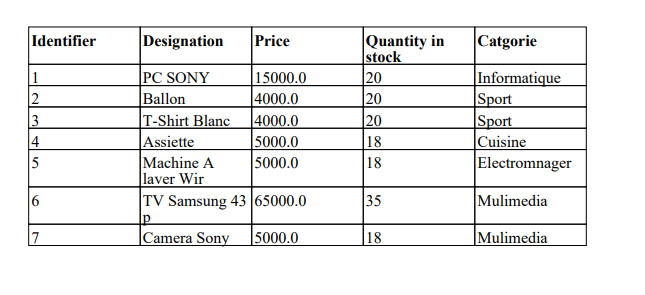 Identifier Designation Price Quantity in stock Catgorie
1 PC SONY 15000.0 20 Informatique
2 Ballon 4000.0 20 Sport
3 T-Shirt Blanc 4000.0 20 Sport
4 Assiette 5000.0 18 Cuisine
5 Machine A laver Wir 5000.0 18 Electromnager
6 TV Samsung 43 p 65000.0 35 Mulimedia
7 Camera Sony 5000.0 18 Mulimedia